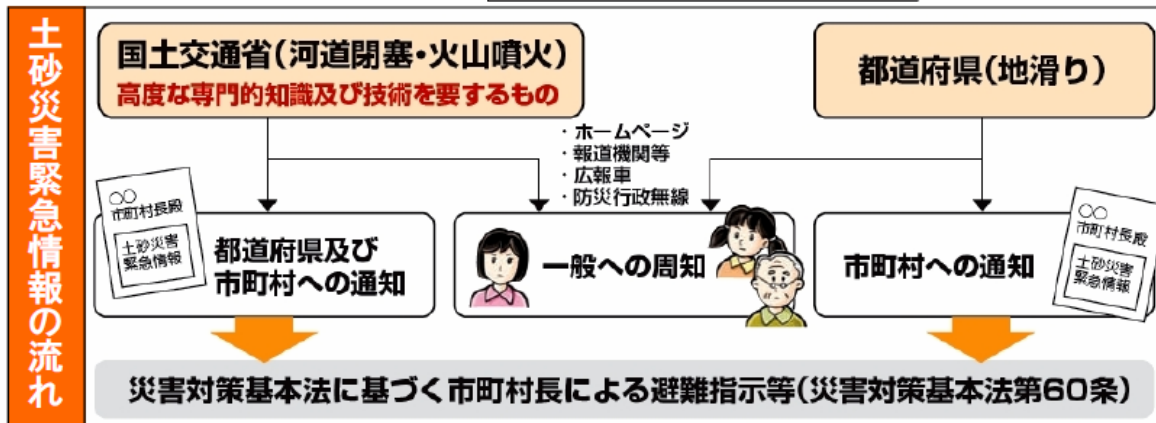 土砂災害緊急情報の流れ
国土交通省(河道閉塞・火山噴火)
高度な専門的知識及び技術を要するもの
都道府県(地滑り)
・ホームページ
・報道機関等
・広報車
・防災行政無線
○○
市町村長殿
土砂災害
緊急情報
都道府県及び
市町村への通知
一般への周知
市町村への通知
○○
市町村長殿
土砂災害
緊急情報
災害対策基本法に基づく市町村長による避難指示等(災害対策基本法第60条)